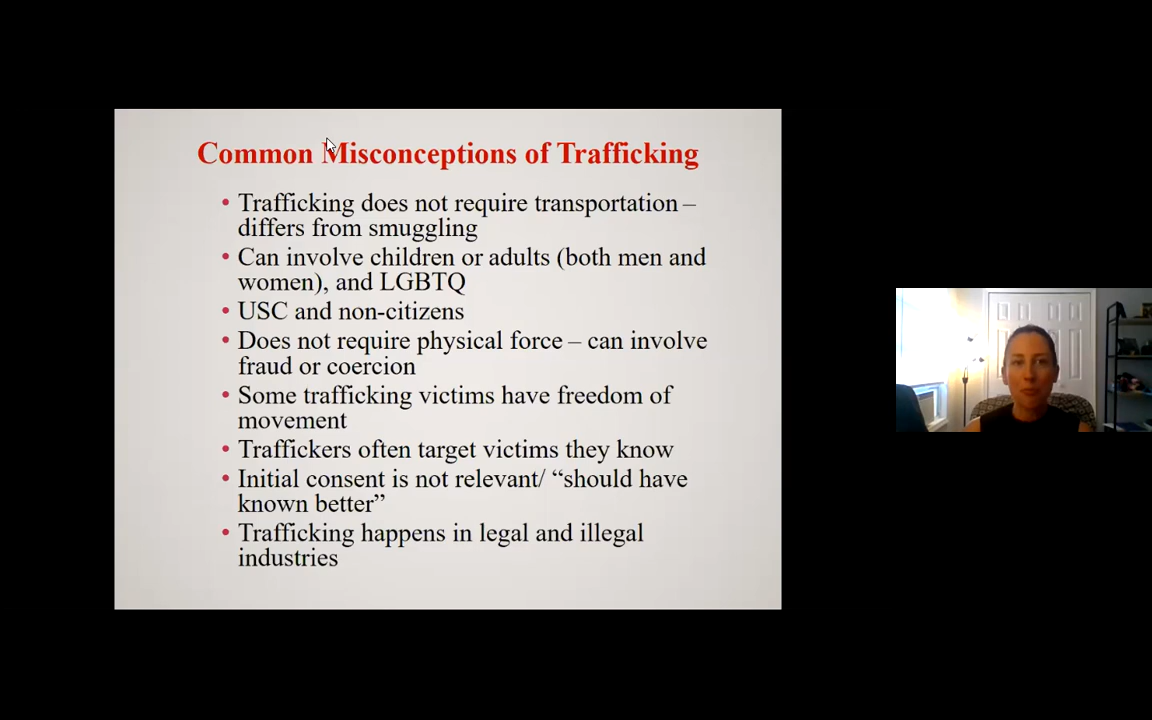 Common Misconceptions of Trafficking
• Trafficking does not require transportation –
differs from smuggling
• Can involve children or adults (both men and
women), and LGBTQ
• USC and non-citizens
• Does not require physical force – can involve
fraud or coercion
• Some trafficking victims have freedom of
movement
• Traffickers often target victims they know
• Initial consent is not relevant/ “should have
known better”
• Trafficking happens in legal and illegal
industries